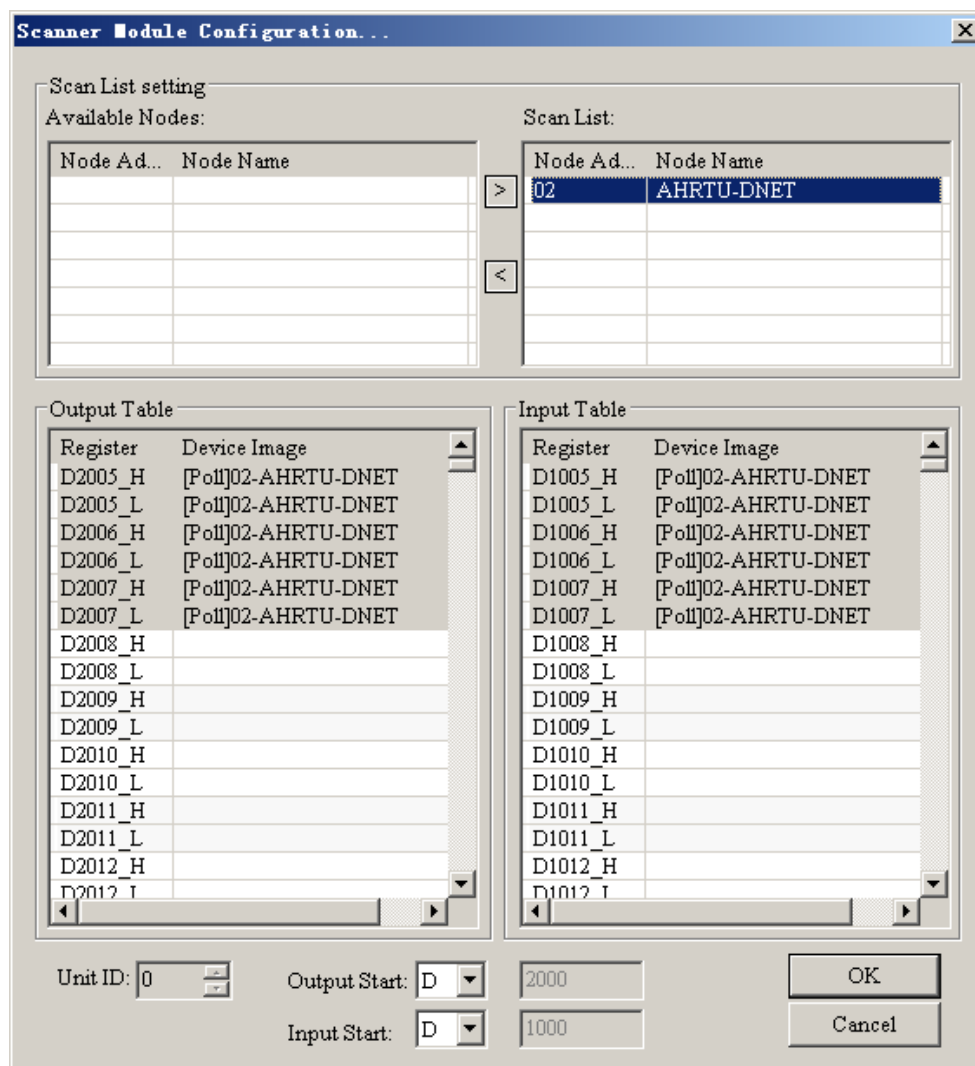 Scanner Module Configuration...
Scan List setting
Available Nodes:
Node Ad... Node Name
>
<
Scan List:
Node Ad... Node Name
02 AHRTU-DNET
Output Table
Register Device Image
D2005_H [Poll]02-AHRTU-DNET
D2005_L [Poll]02-AHRTU-DNET
D2006_H [Poll]02-AHRTU-DNET
D2006_L [Poll]02-AHRTU-DNET
D2007_H [Poll]02-AHRTU-DNET
D2007_L [Poll]02-AHRTU-DNET
D2008_H
D2008_L
D2009_H
D2009_L
D2010_H
D2010_L
D2011_H
D2011_L
D2012_H
D2012_L
Input Table
Register Device Image
D1005_H [Poll]02-AHRTU-DNET
D1005_L [Poll]02-AHRTU-DNET
D1006_H [Poll]02-AHRTU-DNET
D1006_L [Poll]02-AHRTU-DNET
D1007_H [Poll]02-AHRTU-DNET
D1007_L [Poll]02-AHRTU-DNET
D1008_H
D1008_L
D1009_H
D1009_L
D1010_H
D1010_L
D1011_H
D1011_L
D1012_H
D1012_L
Unit ID: 0
Output Start: D 2000
Input Start: D 1000
OK
Cancel